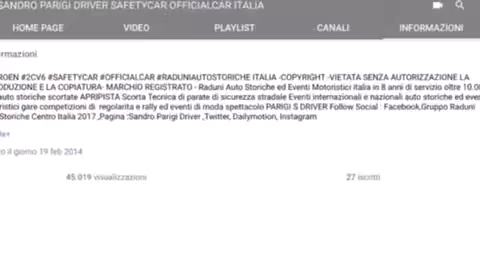 SANDRO PARIGI DRIVER SAFETYCAR OFFICIALCAR ITALIA
HOME PAGE VIDEO PLAYLIST CANALI INFORMAZIONI
ormazioni
ROEN #2CV6 #SAFETYCAR #OFFICIALCAR #RADUNIAUTOSTORICHE ITALIA -COPYRIGHT -VIETATA SENZA AUTORIZZAZIONE LA
ODUZIONE E LA COPIATURA- MARCHIO REGISTRATO - Raduni Auto Storiche ed Eventi Motoristici Italia in 8 anni di servizio oltre 10.00
auto storiche scortate APRIPISTA Scorta Tecnica di parate di sicurezza stradale Eventi internazionali e nazionali auto storiche ed eve
ristici gare competizioni di regolarita e rally ed eventi di moda spettacolo PARIGI S DRIVER Follow Social : Facebook,Gruppo Raduni
Storiche Centro Italia 2017 ,Pagina :Sandro Parigi Driver ,Twitter, Dailymotion, Instagram
to il giorno 19 feb 2014
45.019 visualizzazioni 27 iscritti